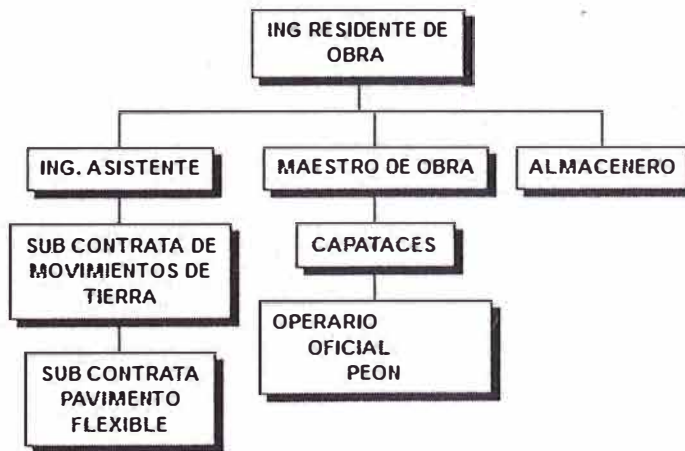 ING RESIDENTE DE
OBRA
ING. ASISTENTE
MAESTRO DE OBRA
ALMACENERO
SUB CONTRATA DE
MOVIMIENTOS DE
TIERRA
CAPATACES
OPERARIO
OFICIAL
PEON
SUB CONTRATA
PAVIMENTO
FLEXIBLE